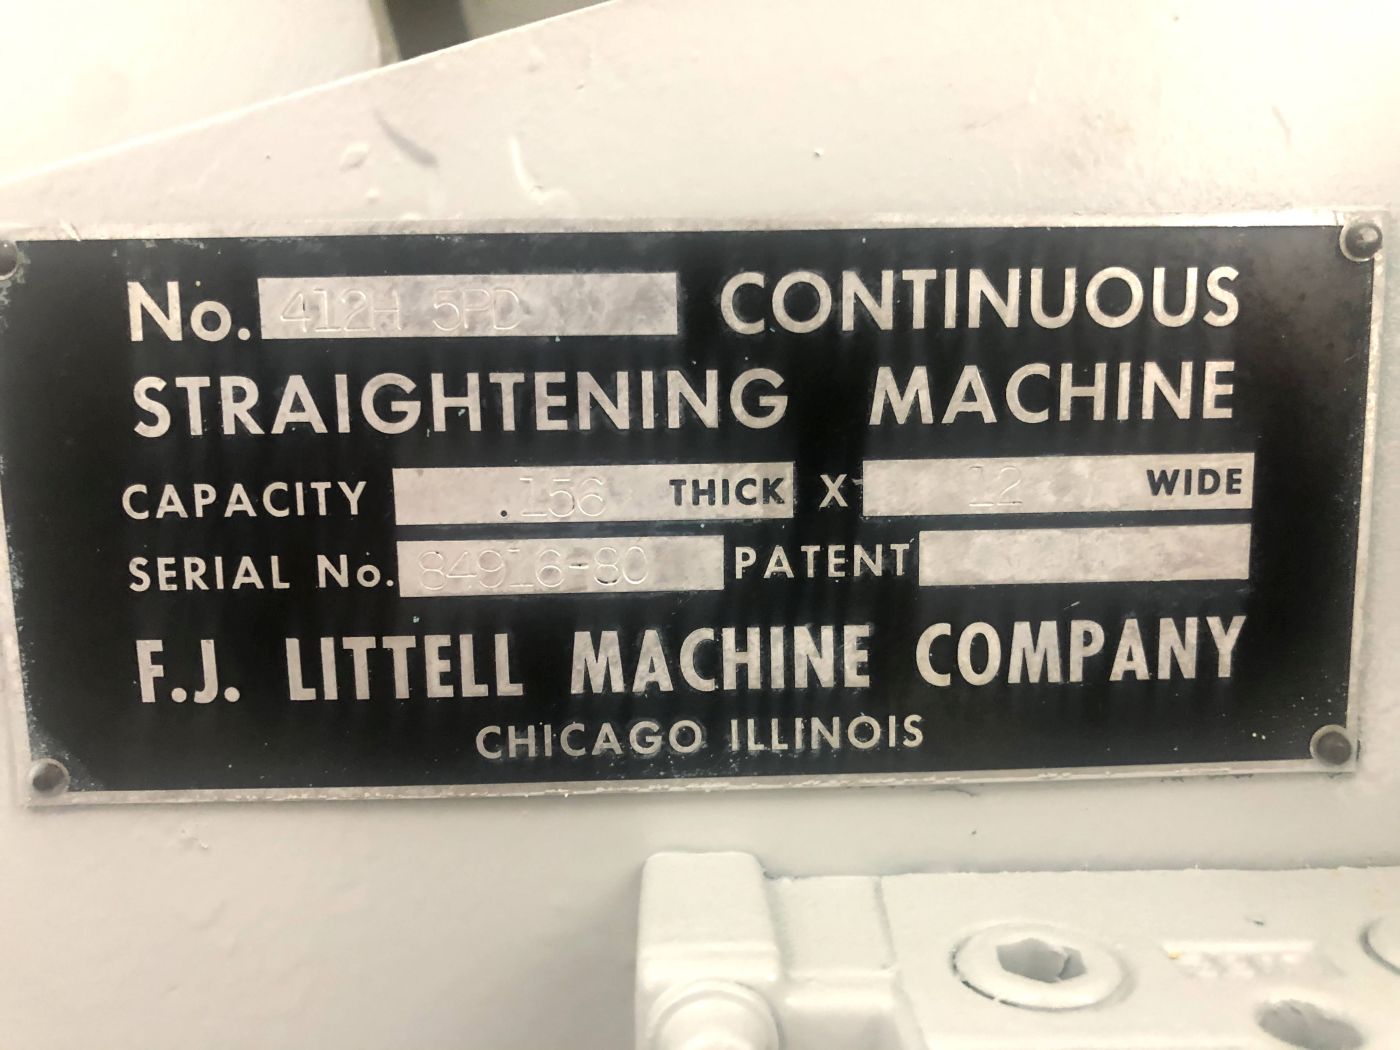 No. 412H 5PD CONTINUOUS
STRAIGHTENING MACHINE
CAPACITY .156 THICK X 12 WIDE
SERIAL No. 84916-80 PATENT
F.J. LITTELL MACHINE COMPANY
CHICAGO ILLINOIS